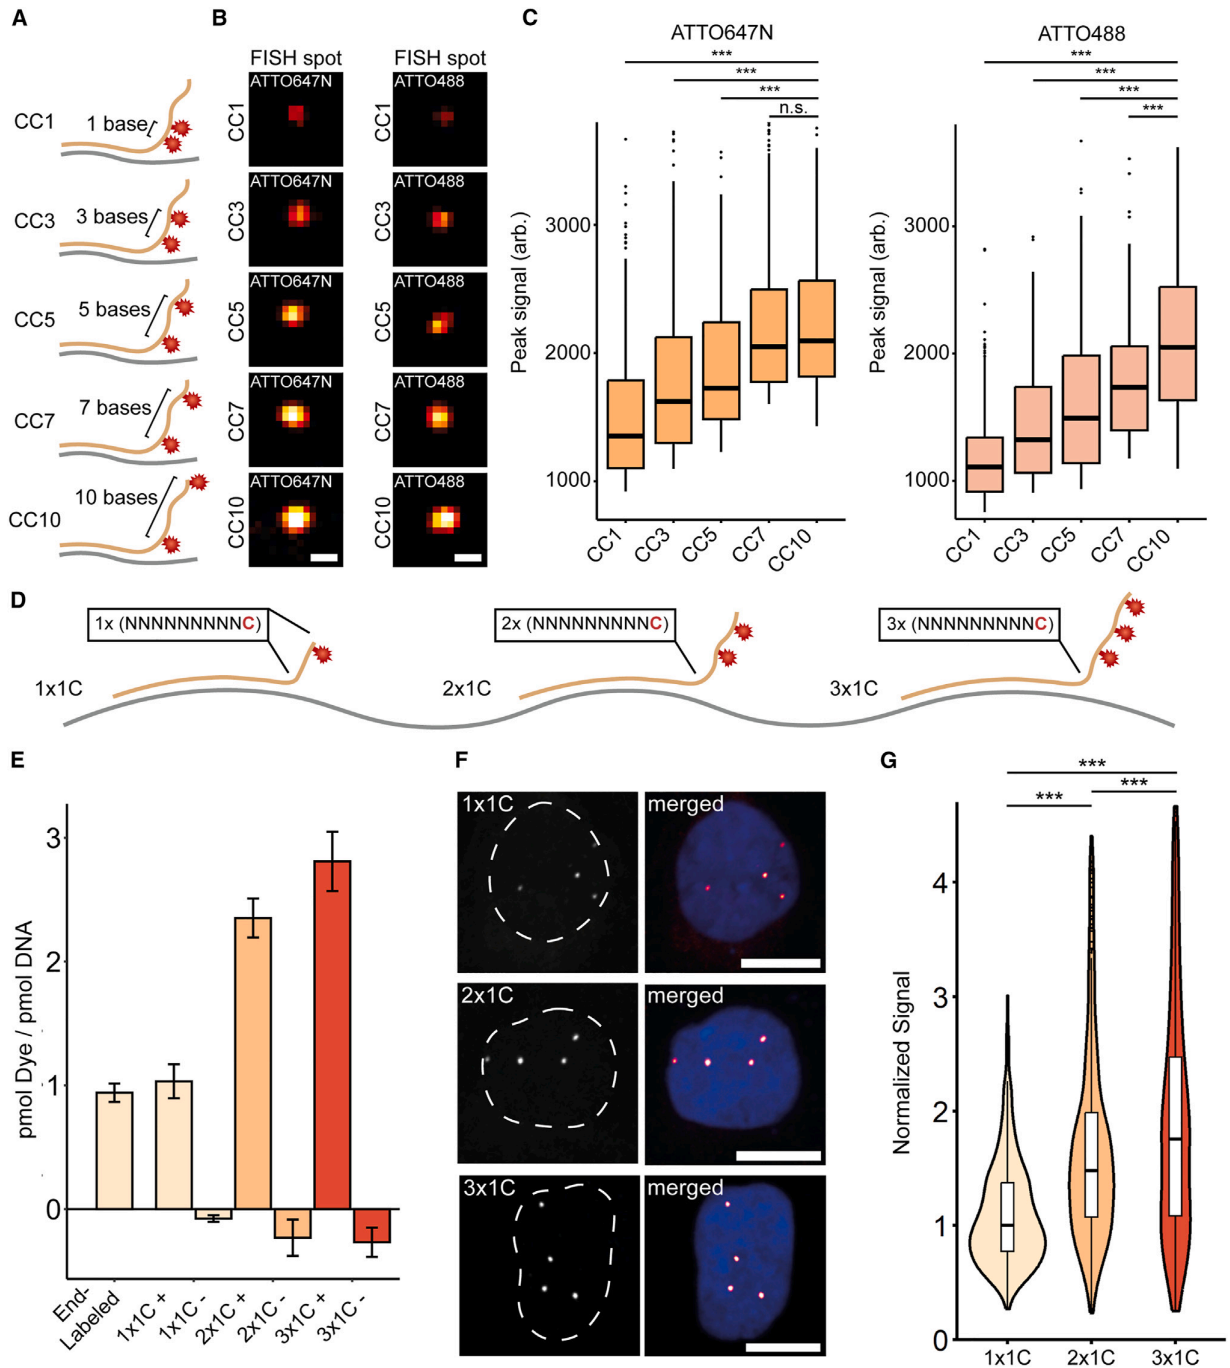 A
B
C
CC1
1 base
CC3
3 bases
CC5
5 bases
CC7
7 bases
CC10
10 bases
FISH spot
FISH spot
CC1
ATTO647N
CC1
ATTO488
CC3
ATTO647N
CC3
ATTO488
CC5
ATTO647N
CC5
ATTO488
CC7
ATTO647N
CC7
ATTO488
CC10
ATTO647N
CC10
ATTO488
ATTO647N
***
***
***
n.s.
Peak signal (arb.)
3000
2000
1000
CC1
CC3
CC5
CC7
CC10
ATTO488
***
***
***
***
Peak signal (arb.)
3000
2000
1000
CC1
CC3
CC5
CC7
CC10
D
1x (NNNNNNNNNC)
1x1C
2x (NNNNNNNNNC)
2x1C
3x (NNNNNNNNNC)
3x1C
E
pmol Dye / pmol DNA
3
2
1
0
End-
Labeled
1x1C +
1x1C -
2x1C +
2x1C -
3x1C +
3x1C -
F
1x1C
merged
2x1C
merged
3x1C
merged
G
***
***
***
Normalized Signal
4
3
2
1
0
1x1C
2x1C
3x1C